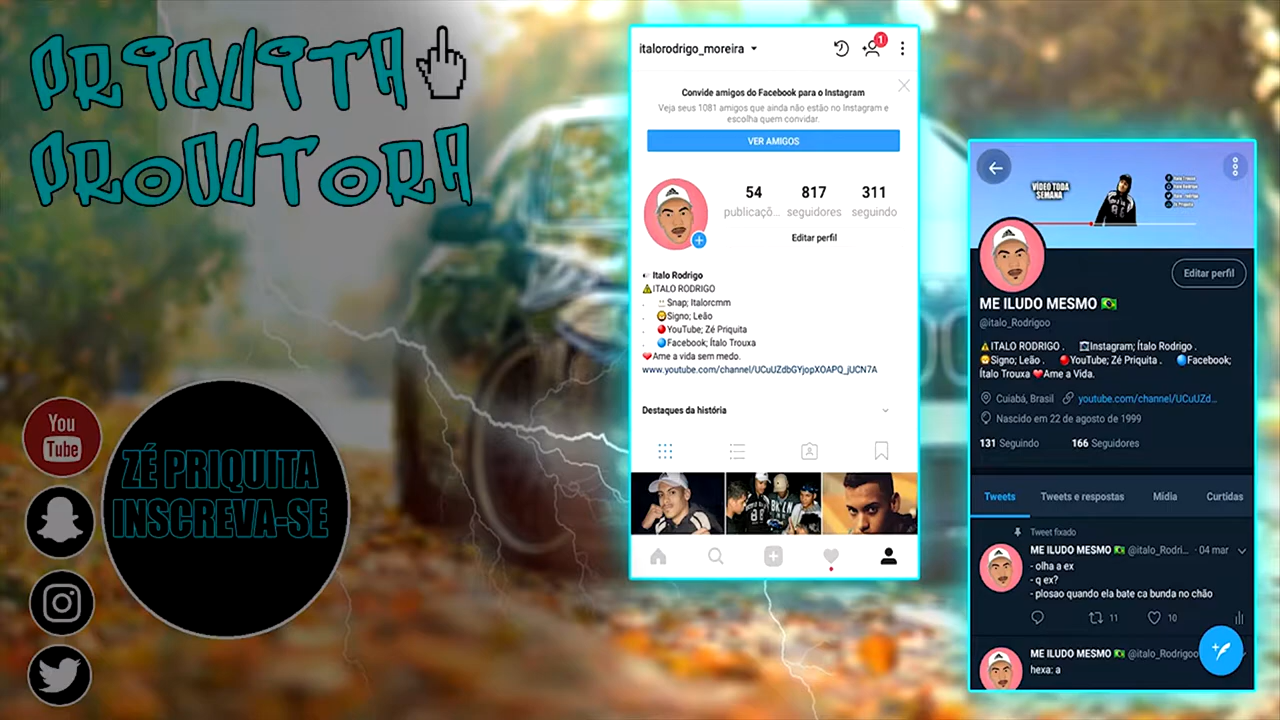 PRIQUITA
PRODUTORA
You
Tube
ZÉ PRIQUITA
INSCREVA-SE
italorodrigo_moreira
1
Convide amigos do Facebook para o Instagram
Veja seus 1081 amigos que ainda não estão no Instagram e
escolha quem convidar.
VER AMIGOS
54 817 311
publicaçõ... seguidores seguindo
Editar perfil
Italo Rodrigo
⚠ITALO RODRIGO
. Snap; Italorcmm
. Signo; Leão
. YouTube; Zé Priquita
. Facebook; Ítalo Trouxa
❤Ame a vida sem medo.
www.youtube.com/channel/UCuUZdbGYjopXOAPQ_jUCN7A
Destaques da história
VÍDEO TODA
SEMANA
Editar perfil
ME ILUDO MESMO 🇧🇷
@italo_Rodrigoo
⚠ITALO RODRIGO . Instagram; Ítalo Rodrigo .
Signo; Leão . YouTube; Zé Priquita . Facebook;
Ítalo Trouxa ❤Ame a Vida.
Cuiabá, Brasil youtube.com/channel/UCuUZd...
Nascido em 22 de agosto de 1999
131 Seguindo 166 Seguidores
Tweets Tweets e respostas Mídia Curtidas
Tweet fixado
ME ILUDO MESMO 🇧🇷 @italo_Rodri... · 04 mar
- olha a ex
- q ex?
- plosao quando ela bate ca bunda no chão
11 10
ME ILUDO MESMO 🇧🇷 @italo_Rodrigoo
hexa: a